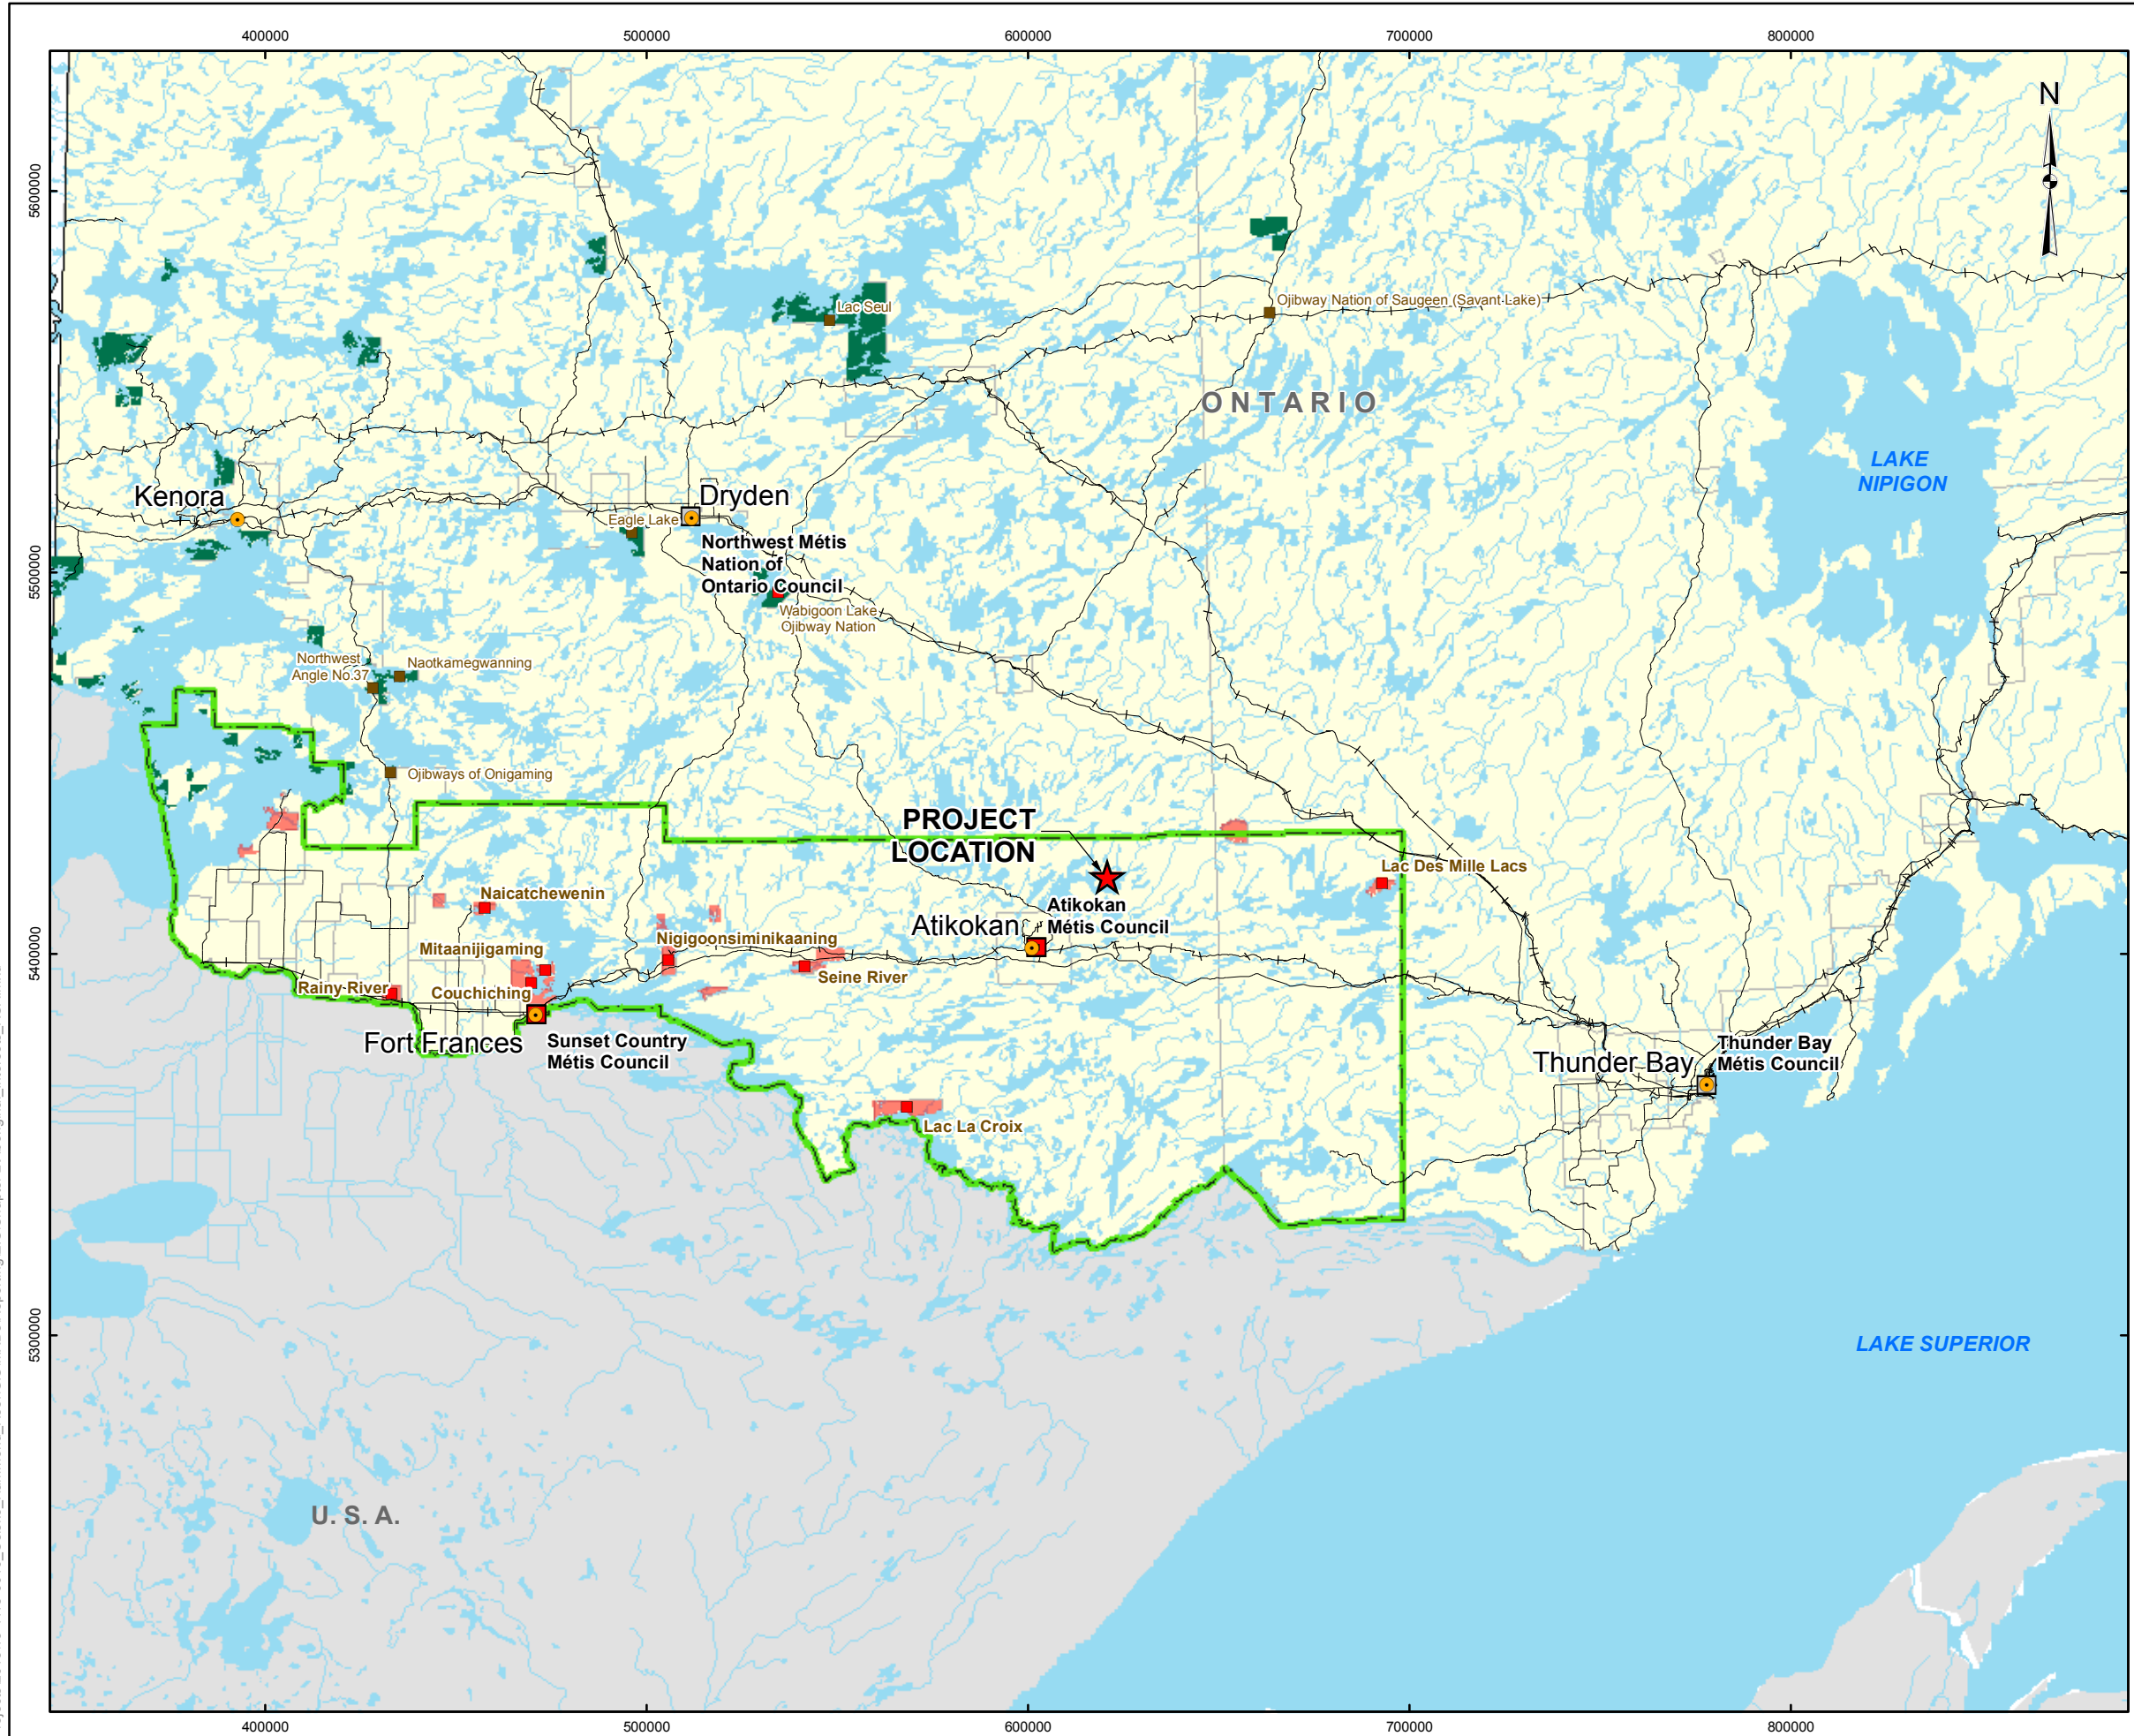 400000
500000
600000
700000
800000
N
5600000
Lac Seul
Ojibway Nation of Saugeen (Savant Lake)
ONTARIO
LAKE
NIPIGON
Kenora
Dryden
Eagle Lake
Northwest Métis
Nation of
Ontario Council
5500000
Wabigoon Lake
Ojibway Nation
Northwest
Angle No.37
Naotkamegwanning
Ojibways of Onigaming
PROJECT
LOCATION
Lac Des Mille Lacs
Naicatchewenin
Atikokan
Métis Council
Atikokan
Nigigoonsiminikaaning
Mitaanijigaming
5400000
Seine River
Rainy River
Couchiching
Fort Frances
Sunset Country
Métis Council
Thunder Bay
Thunder Bay
Métis Council
Lac La Croix
5300000
LAKE SUPERIOR
U. S. A.
400000
500000
600000
700000
800000